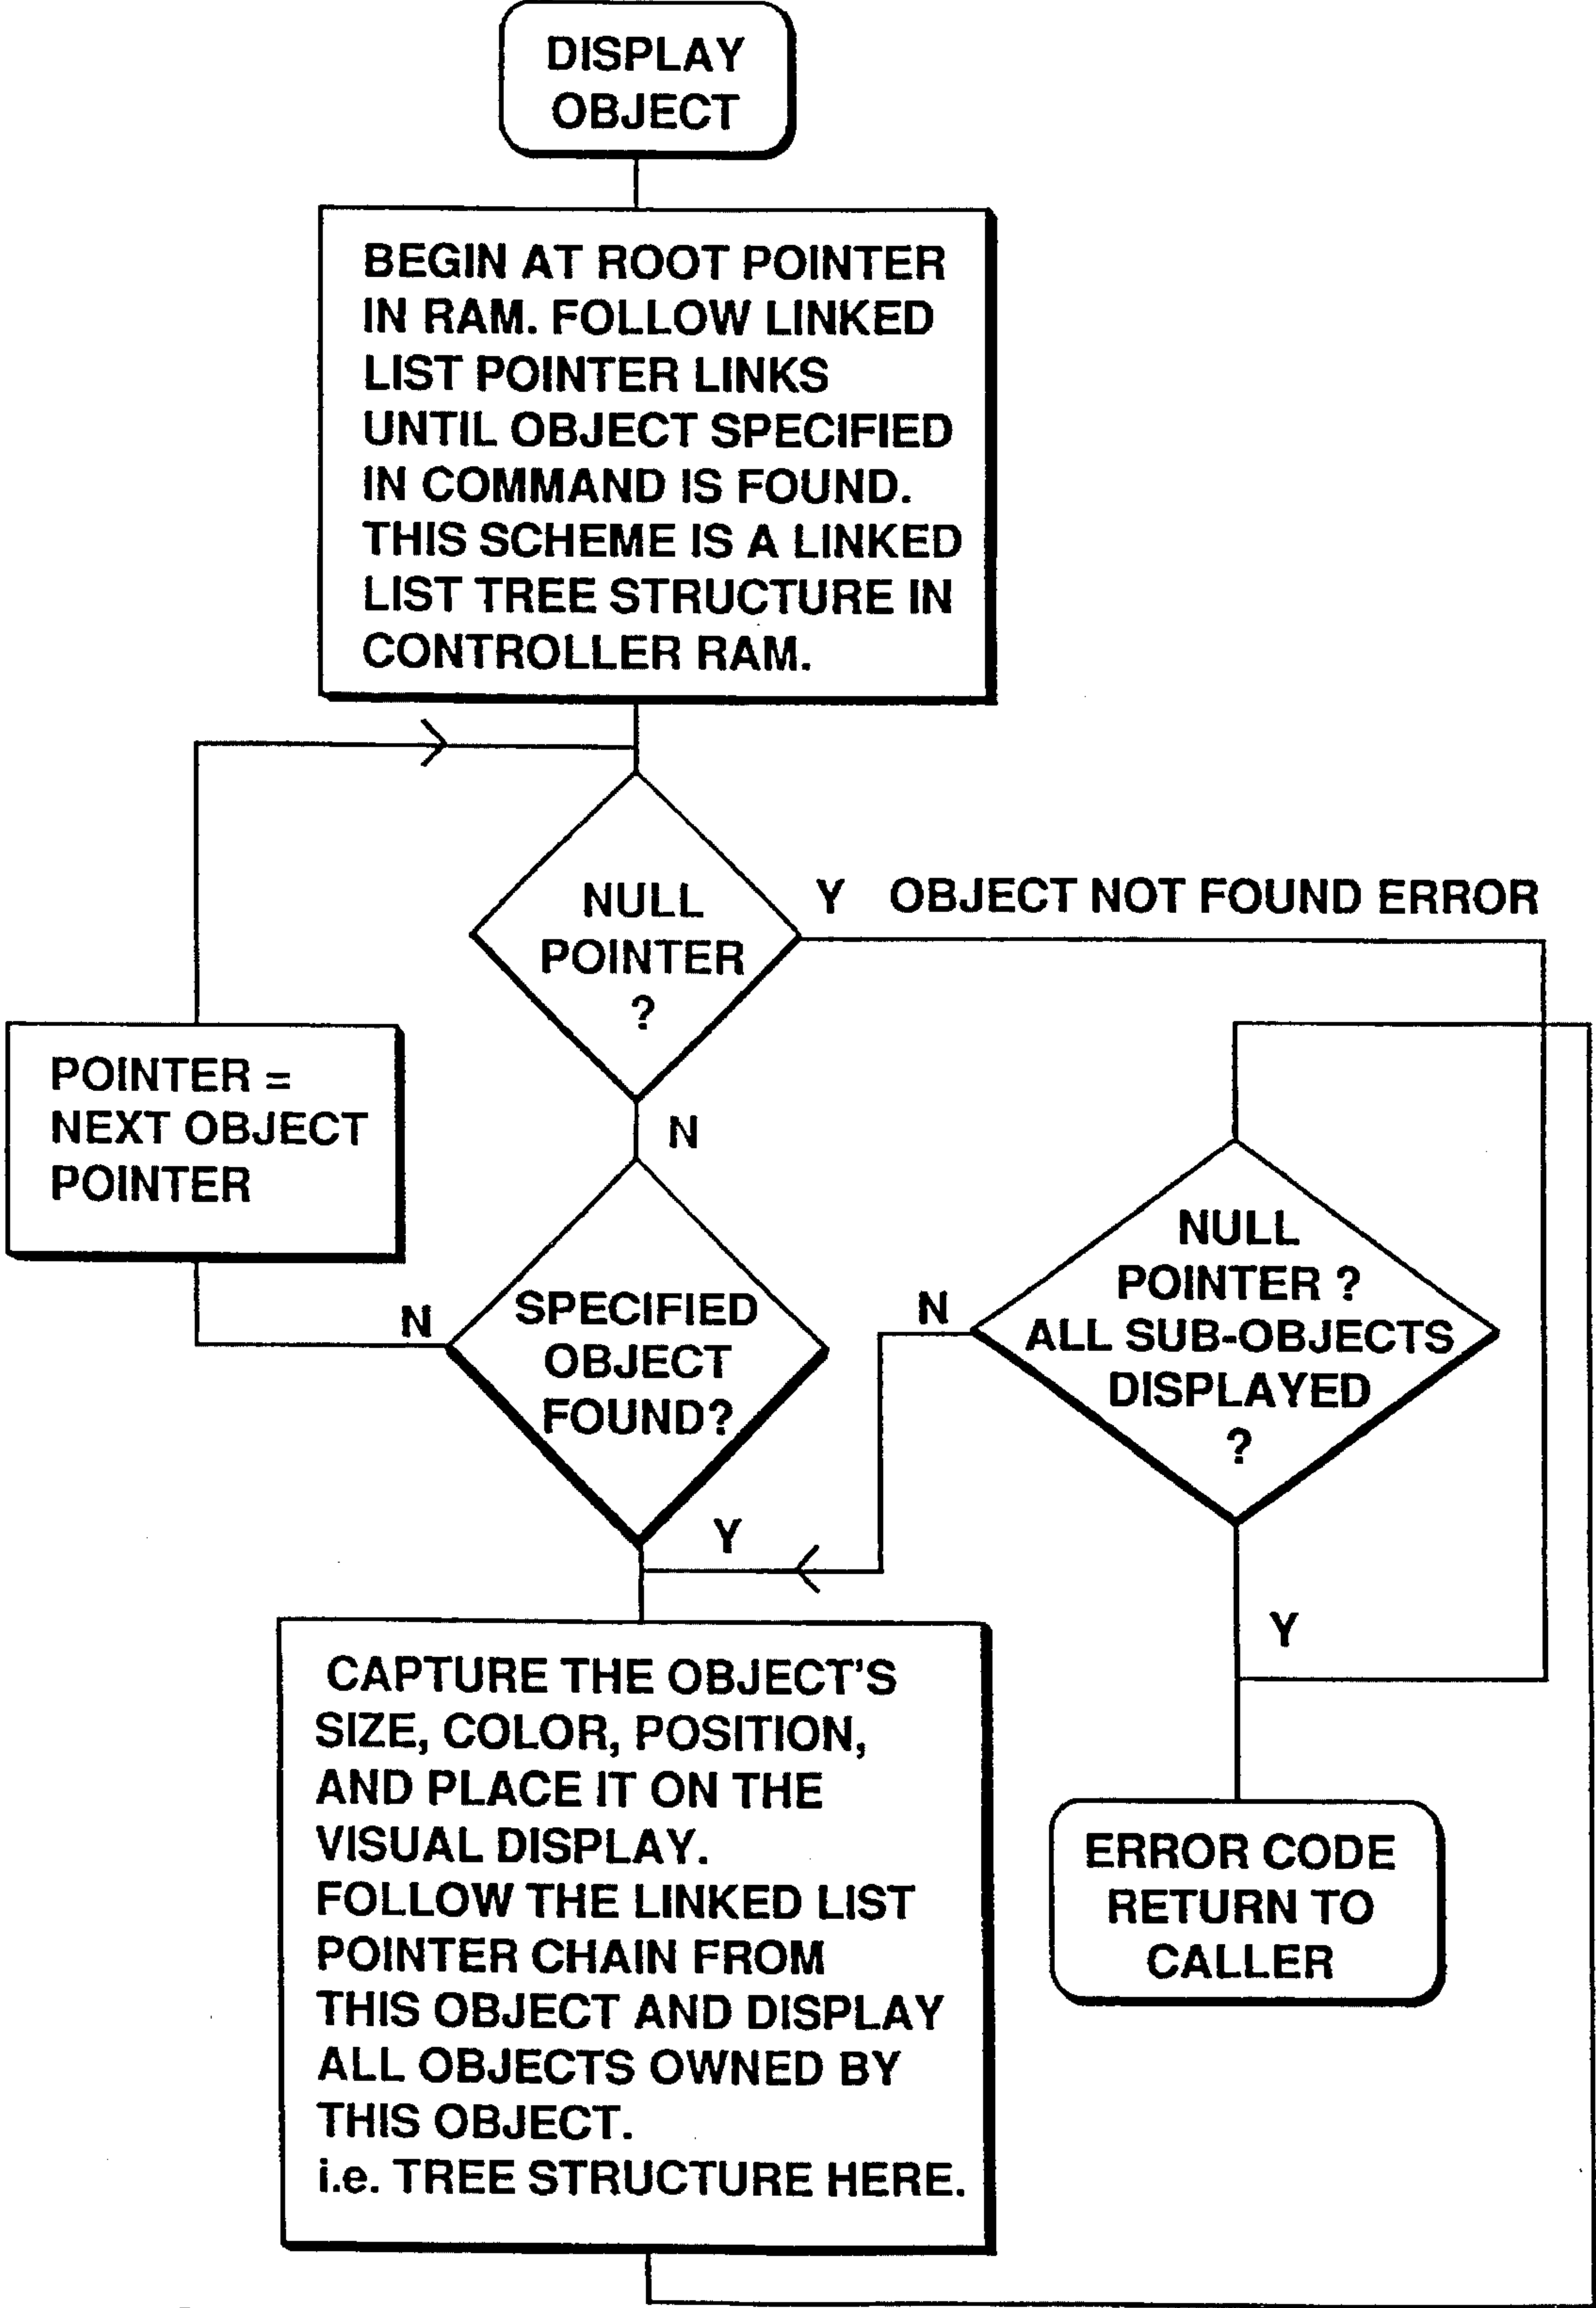 DISPLAY
OBJECT
BEGIN AT ROOT POINTER
IN RAM. FOLLOW LINKED
LIST POINTER LINKS
UNTIL OBJECT SPECIFIED
IN COMMAND IS FOUND.
THIS SCHEME IS A LINKED
LIST TREE STRUCTURE IN
CONTROLLER RAM.
NULL
POINTER
?
Y OBJECT NOT FOUND ERROR
N
POINTER =
NEXT OBJECT
POINTER
N
SPECIFIED
OBJECT
FOUND?
Y
NULL
POINTER ?
ALL SUB-OBJECTS
DISPLAYED
?
N
Y
CAPTURE THE OBJECT'S
SIZE, COLOR, POSITION,
AND PLACE IT ON THE
VISUAL DISPLAY.
FOLLOW THE LINKED LIST
POINTER CHAIN FROM
THIS OBJECT AND DISPLAY
ALL OBJECTS OWNED BY
THIS OBJECT.
i.e. TREE STRUCTURE HERE.
ERROR CODE
RETURN TO
CALLER